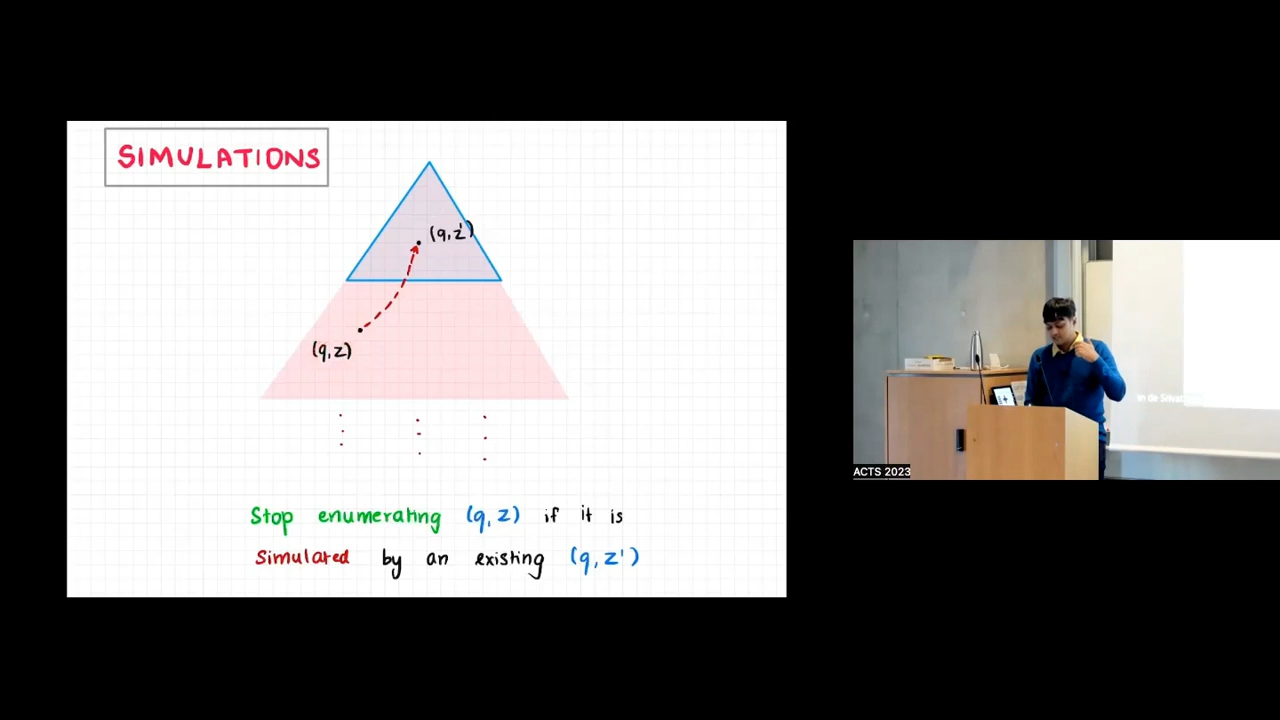 SIMULATIONS
(q,z')
(q,z)
Stop enumerating (q,z) if it is
Simulated by an existing (q,z')
ACTS 2023